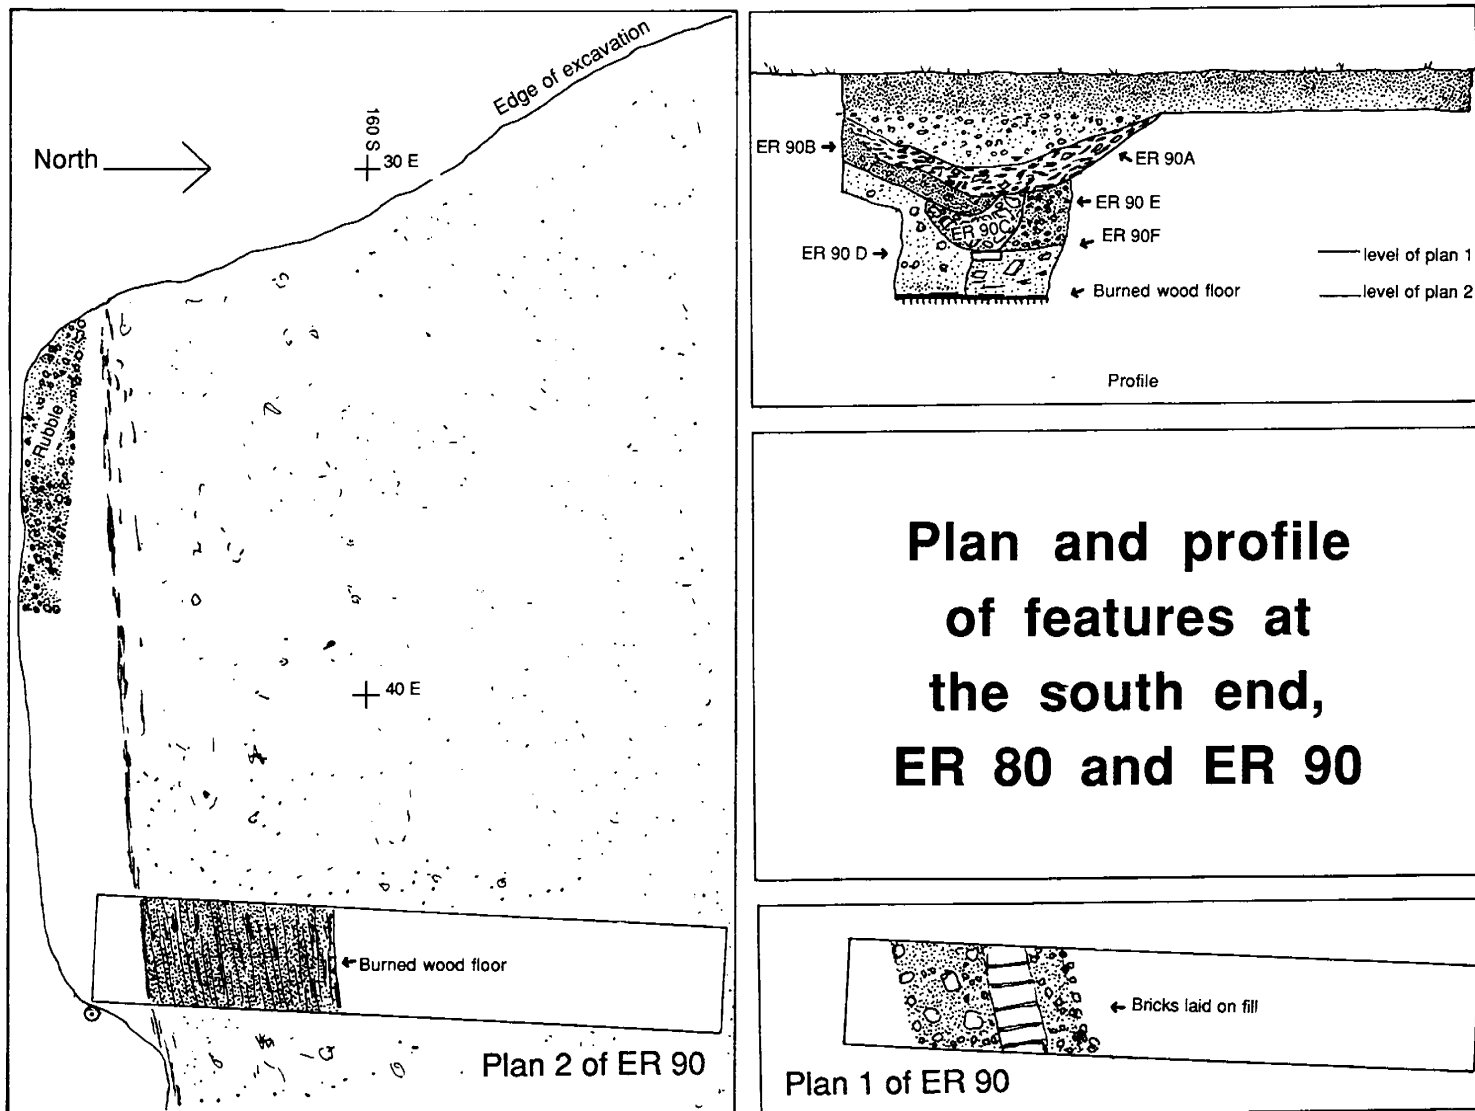 Edge of excavation
160 S
30 E
North
Rubble
40 E
Burned wood floor
Plan 2 of ER 90
ER 90B
ER 90A
ER 90 E
ER 90C
ER 90F
ER 90 D
level of plan 1
Burned wood floor
level of plan 2
Profile
Plan and profile
of features at
the south end,
ER 80 and ER 90
Bricks laid on fill
Plan 1 of ER 90